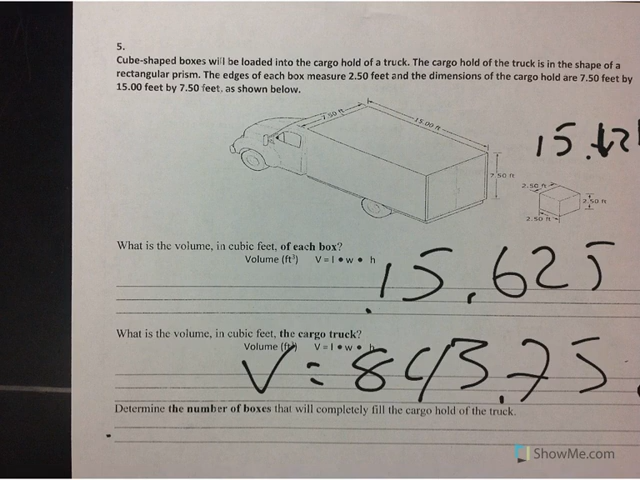 5.
Cube-shaped boxes will be loaded into the cargo hold of a truck. The cargo hold of the truck is in the shape of a
rectangular prism. The edges of each box measure 2.50 feet and the dimensions of the cargo hold are 7.50 feet by
15.00 feet by 7.50 feet, as shown below.
7.50 ft
15.00 ft
7.50 ft
2.50 ft
2.50 ft
2.50 ft
What is the volume, in cubic feet, of each box?
Volume (ft³) V = l • w • h
15.625
What is the volume, in cubic feet, the cargo truck?
Volume (ft³) V = l • w • h
V = 843.75
Determine the number of boxes that will completely fill the cargo hold of the truck.
ShowMe.com